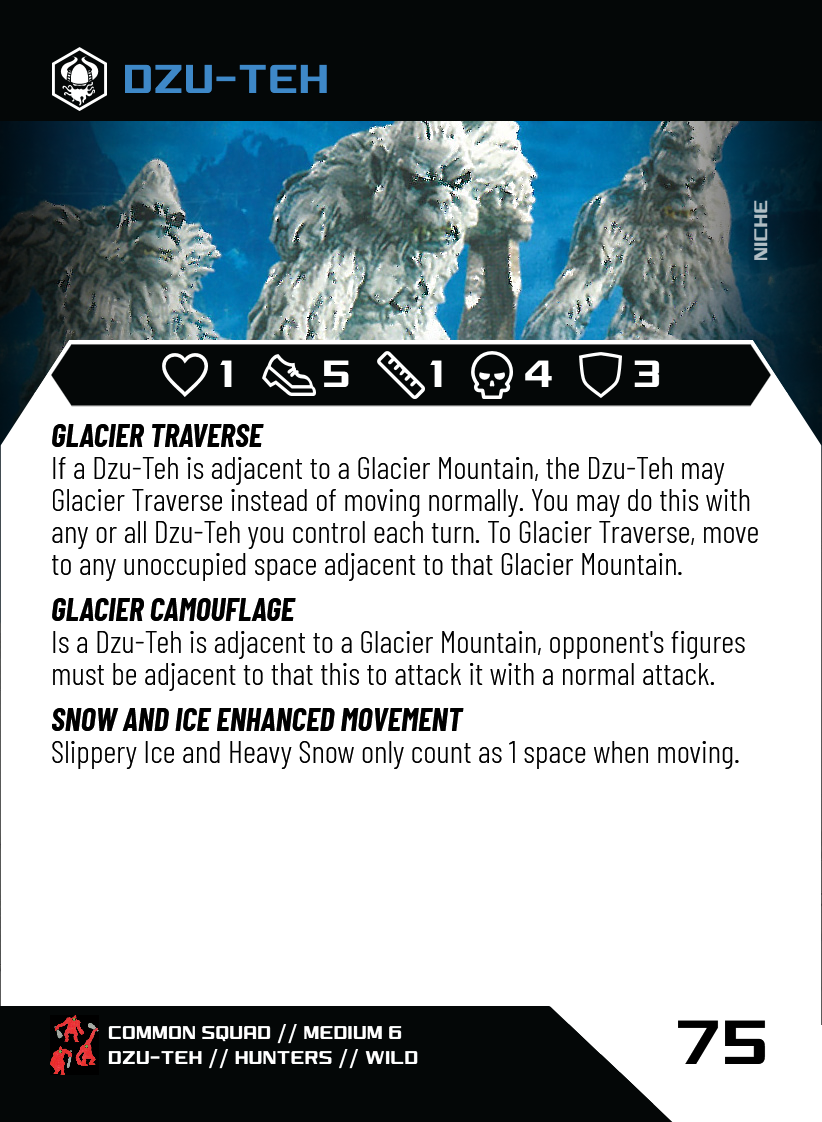 DZU-TEH
NICHE
1 5 1 4 3
GLACIER TRAVERSE
If a Dzu-Teh is adjacent to a Glacier Mountain, the Dzu-Teh may
Glacier Traverse instead of moving normally. You may do this with
any or all Dzu-Teh you control each turn. To Glacier Traverse, move
to any unoccupied space adjacent to that Glacier Mountain.
GLACIER CAMOUFLAGE
Is a Dzu-Teh is adjacent to a Glacier Mountain, opponent's figures
must be adjacent to that this to attack it with a normal attack.
SNOW AND ICE ENHANCED MOVEMENT
Slippery Ice and Heavy Snow only count as 1 space when moving.
COMMON SQUAD // MEDIUM 6
DZU-TEH // HUNTERS // WILD
75